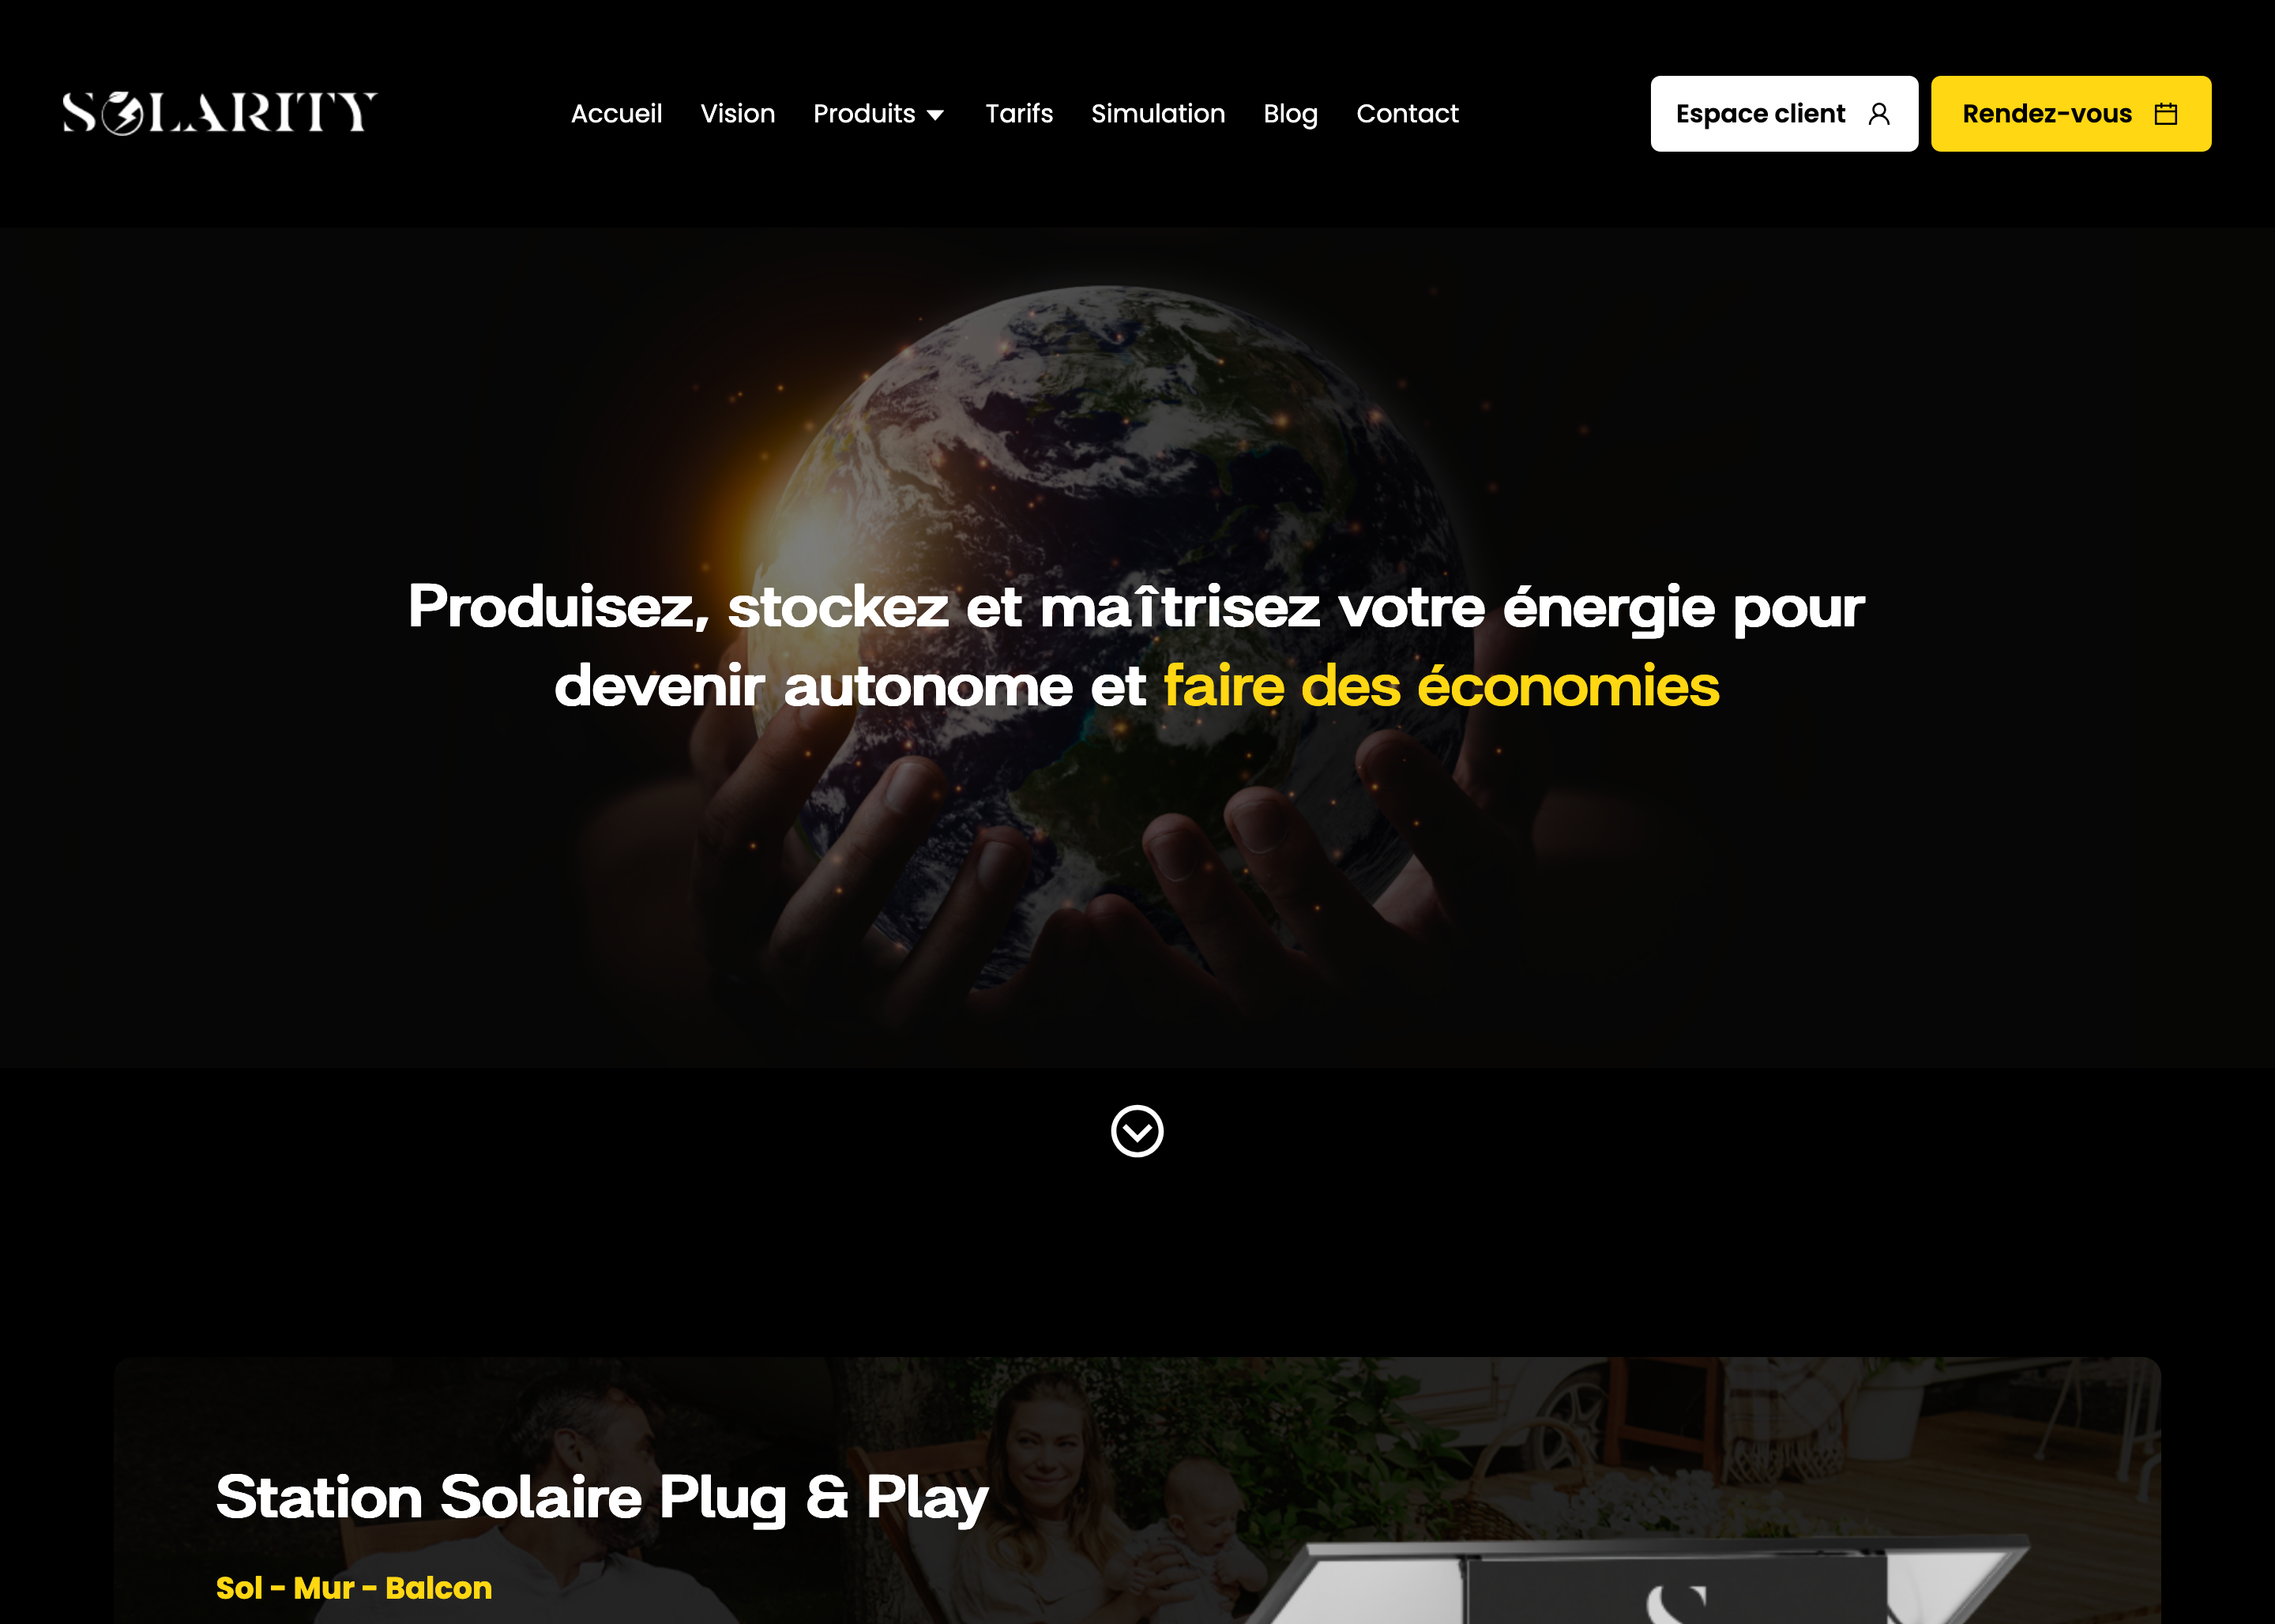 SOLARITY
Accueil Vision Produits Tarifs Simulation Blog Contact
Espace client
Rendez-vous
Produisez, stockez et maîtrisez votre énergie pour
devenir autonome et faire des économies
Station Solaire Plug & Play
Sol - Mur - Balcon
S